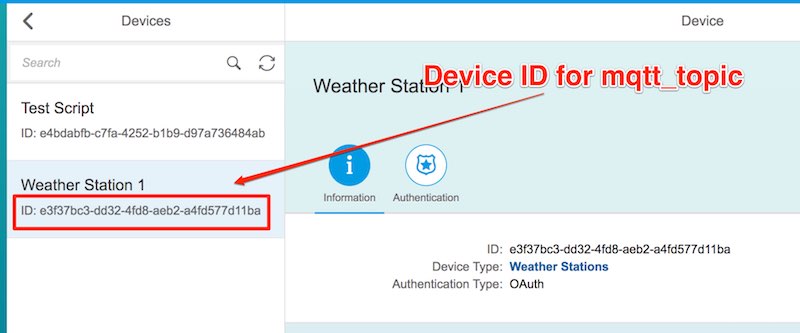 Devices
Device
Search
Test Script
ID: e4bdabfb-c7fa-4252-b1b9-d97a736484ab
Weather Station 1
ID: e3f37bc3-dd32-4fd8-aeb2-a4fd577d11ba
Device ID for mqtt_topic
Weather Station 1
Information
Authentication
ID: e3f37bc3-dd32-4fd8-aeb2-a4fd577d11ba
Device Type: Weather Stations
Authentication Type: OAuth